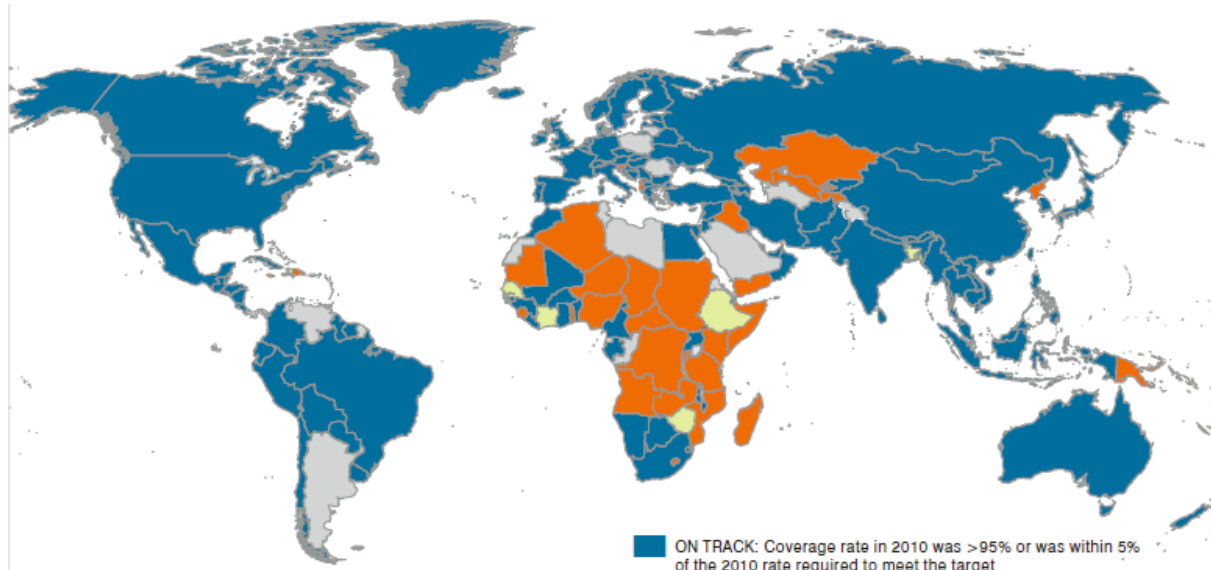 ON TRACK: Coverage rate in 2010 was >95% or was within 5%
of the 2010 rate required to meet the target